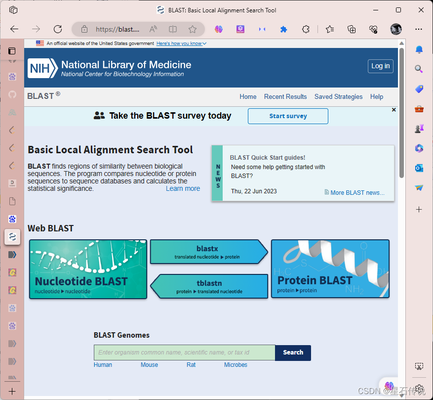 BLAST: Basic Local Alignment Search Tool
https://blast....
An official website of the United States government Here's how you know
NIH National Library of Medicine
National Center for Biotechnology Information
Log in
BLAST ® Home Recent Results Saved Strategies Help
Take the BLAST survey today Start survey
Basic Local Alignment Search Tool
BLAST finds regions of similarity between biological
sequences. The program compares nucleotide or protein
sequences to sequence databases and calculates the
statistical significance. Learn more
NEWS
BLAST Quick Start guides!
Need some help getting started with
BLAST?
Thu, 22 Jun 2023
More BLAST news...
Web BLAST
Nucleotide BLAST
nucleotide ▸ nucleotide
blastx
translated nucleotide ▸ protein
tblastn
protein ▸ translated nucleotide
Protein BLAST
protein ▸ protein
BLAST Genomes
Enter organism common name, scientific name, or tax id Search
Human Mouse Rat Microbes